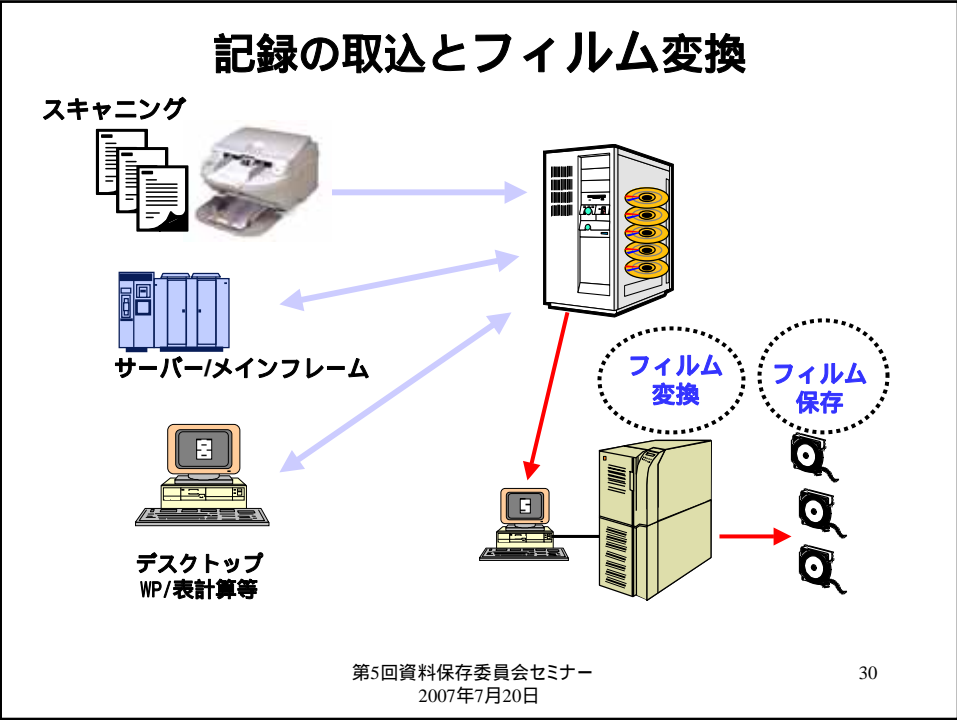 記録の取込とフィルム変換
スキャニング
サーバー/メインフレーム
フィルム
変換
フィルム
保存
デスクトップ
WP/表計算等
第5回資料保存委員会セミナー
2007年7月20日
30